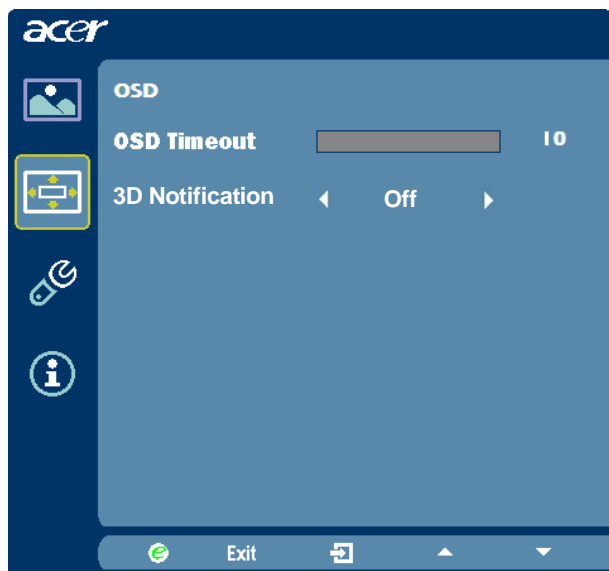 acer
OSD
OSD Timeout 10
3D Notification Off
Exit